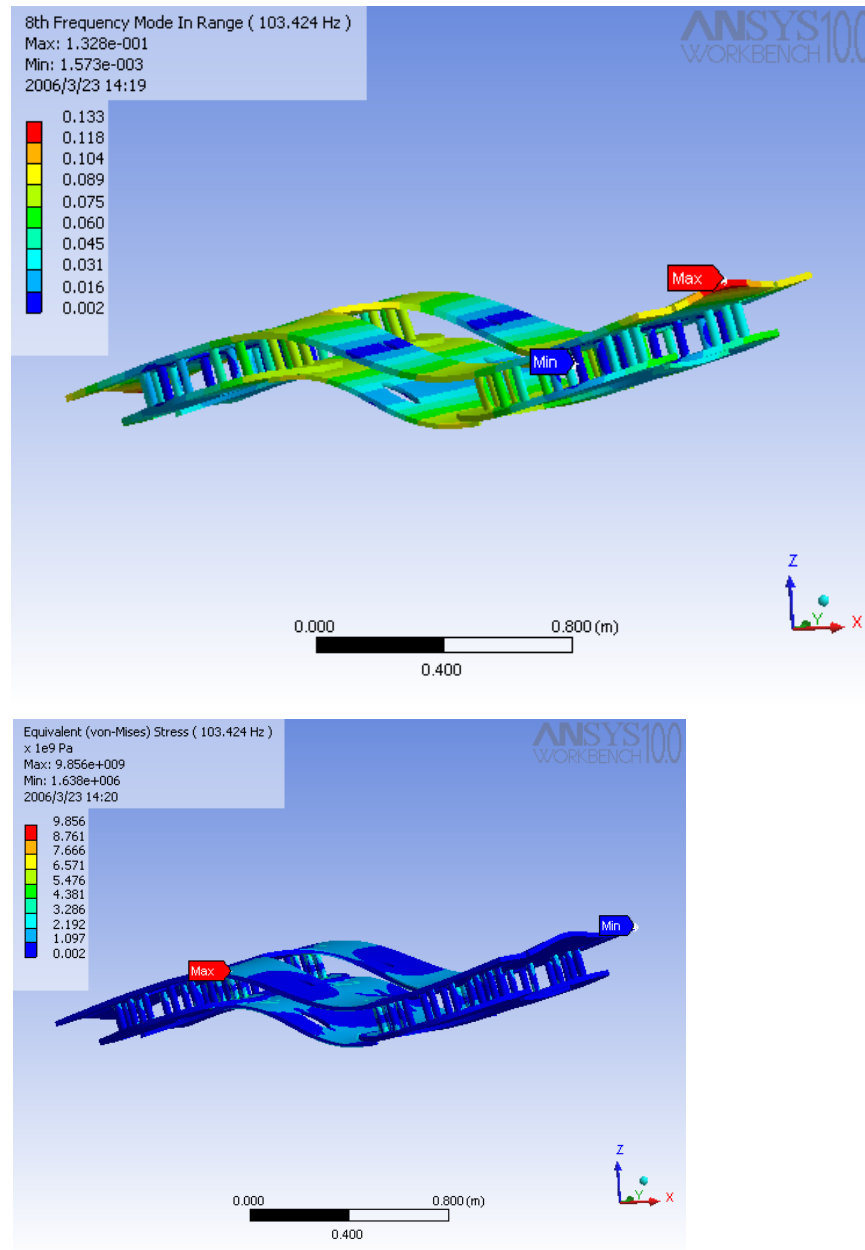 8th Frequency Mode In Range ( 103.424 Hz )
Max: 1.328e-001
Min: 1.573e-003
2006/3/23 14:19
ANSYS 10.0
WORKBENCH
0.133
0.118
0.104
0.089
0.075
0.060
0.045
0.031
0.016
0.002
Max
Min
Z
Y
X
0.000
0.800 (m)
0.400
Equivalent (von-Mises) Stress ( 103.424 Hz )
x 1e9 Pa
Max: 9.856e+009
Min: 1.638e+006
2006/3/23 14:20
ANSYS 10.0
WORKBENCH
9.856
8.761
7.666
6.571
5.476
4.381
3.286
2.192
1.097
0.002
Min
Max
Z
Y
X
0.000
0.800 (m)
0.400